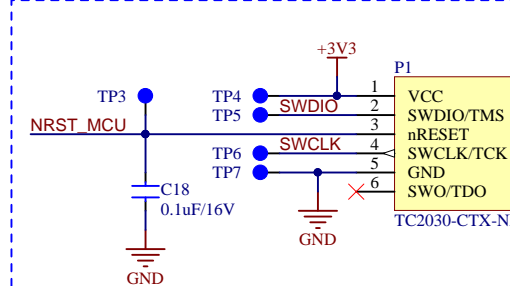 +3V3
P1
TP3
TP4
1
VCC
TP5
SWDIO
2
SWDIO/TMS
NRST_MCU
3
nRESET
TP6
SWCLK
4
SWCLK/TCK
TP7
5
GND
6
SWO/TDO
C18
0.1uF/16V
TC2030-CTX-N
GND
GND